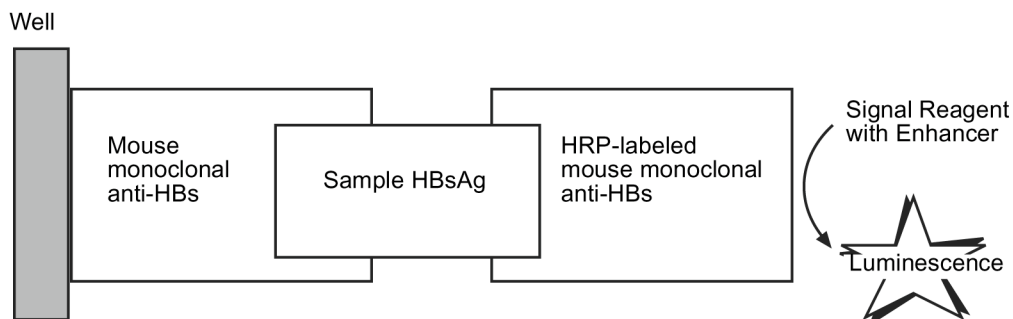 Well
Mouse
monoclonal
anti-HBs
Sample HBsAg
HRP-labeled
mouse monoclonal
anti-HBs
Signal Reagent
with Enhancer
Luminescence